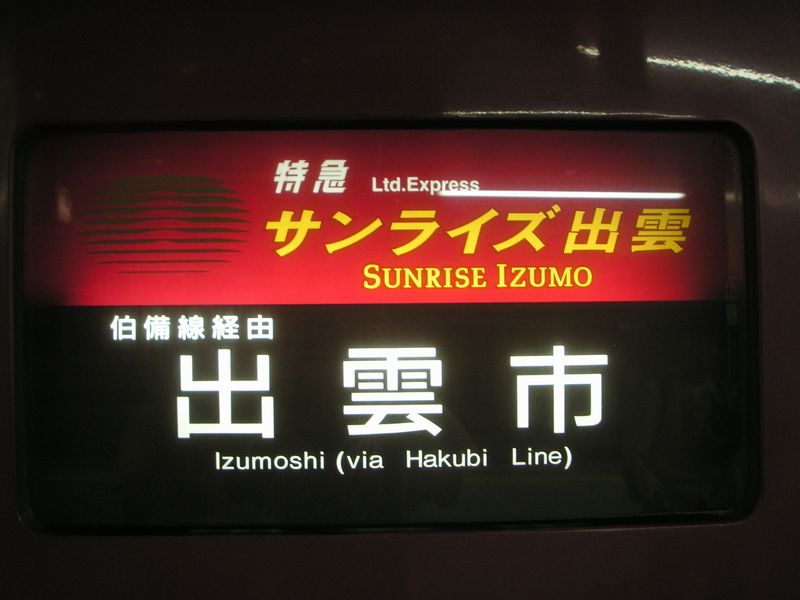 特急 Ltd.Express
サンライズ出雲
SUNRISE IZUMO
伯備線経由
出雲市
Izumoshi (via Hakubi Line)